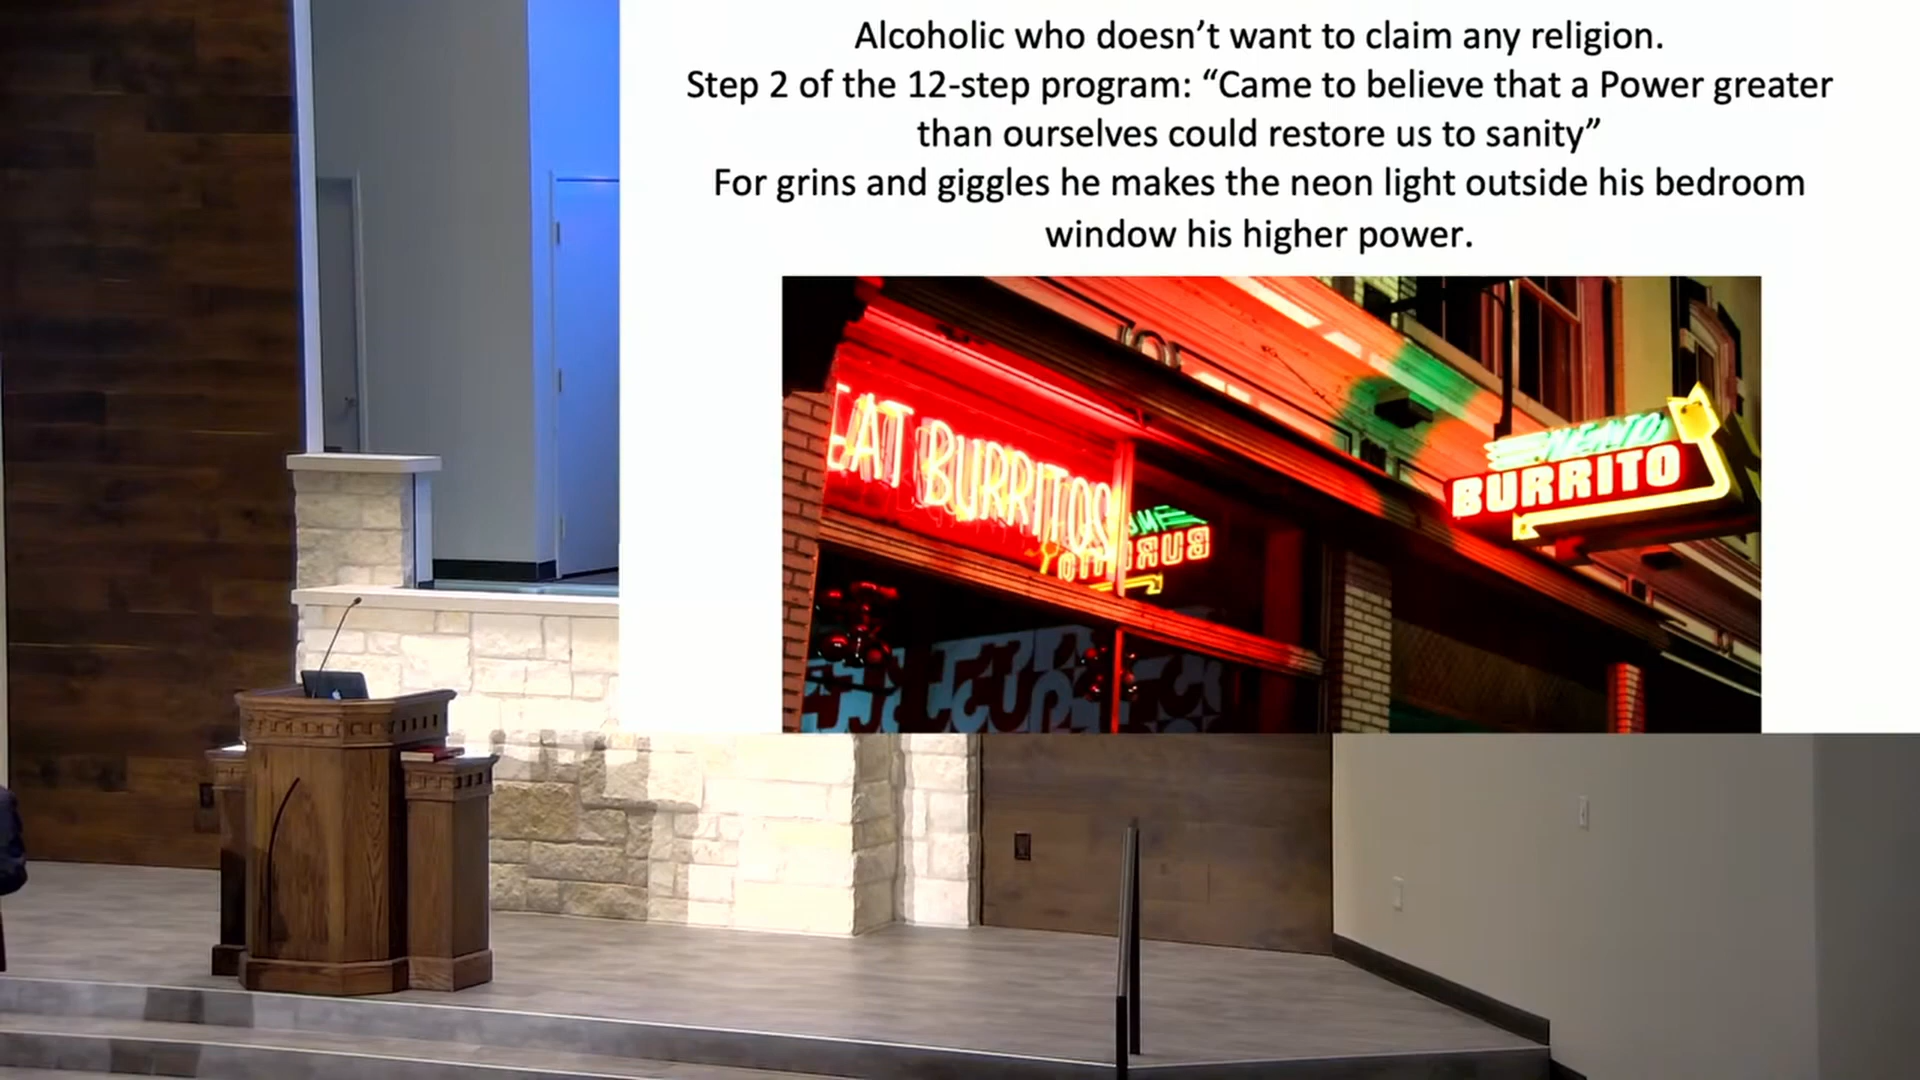 Alcoholic who doesn’t want to claim any religion.
Step 2 of the 12-step program: “Came to believe that a Power greater
than ourselves could restore us to sanity”
For grins and giggles he makes the neon light outside his bedroom
window his higher power.
EAT BURRITOS
BURRITO